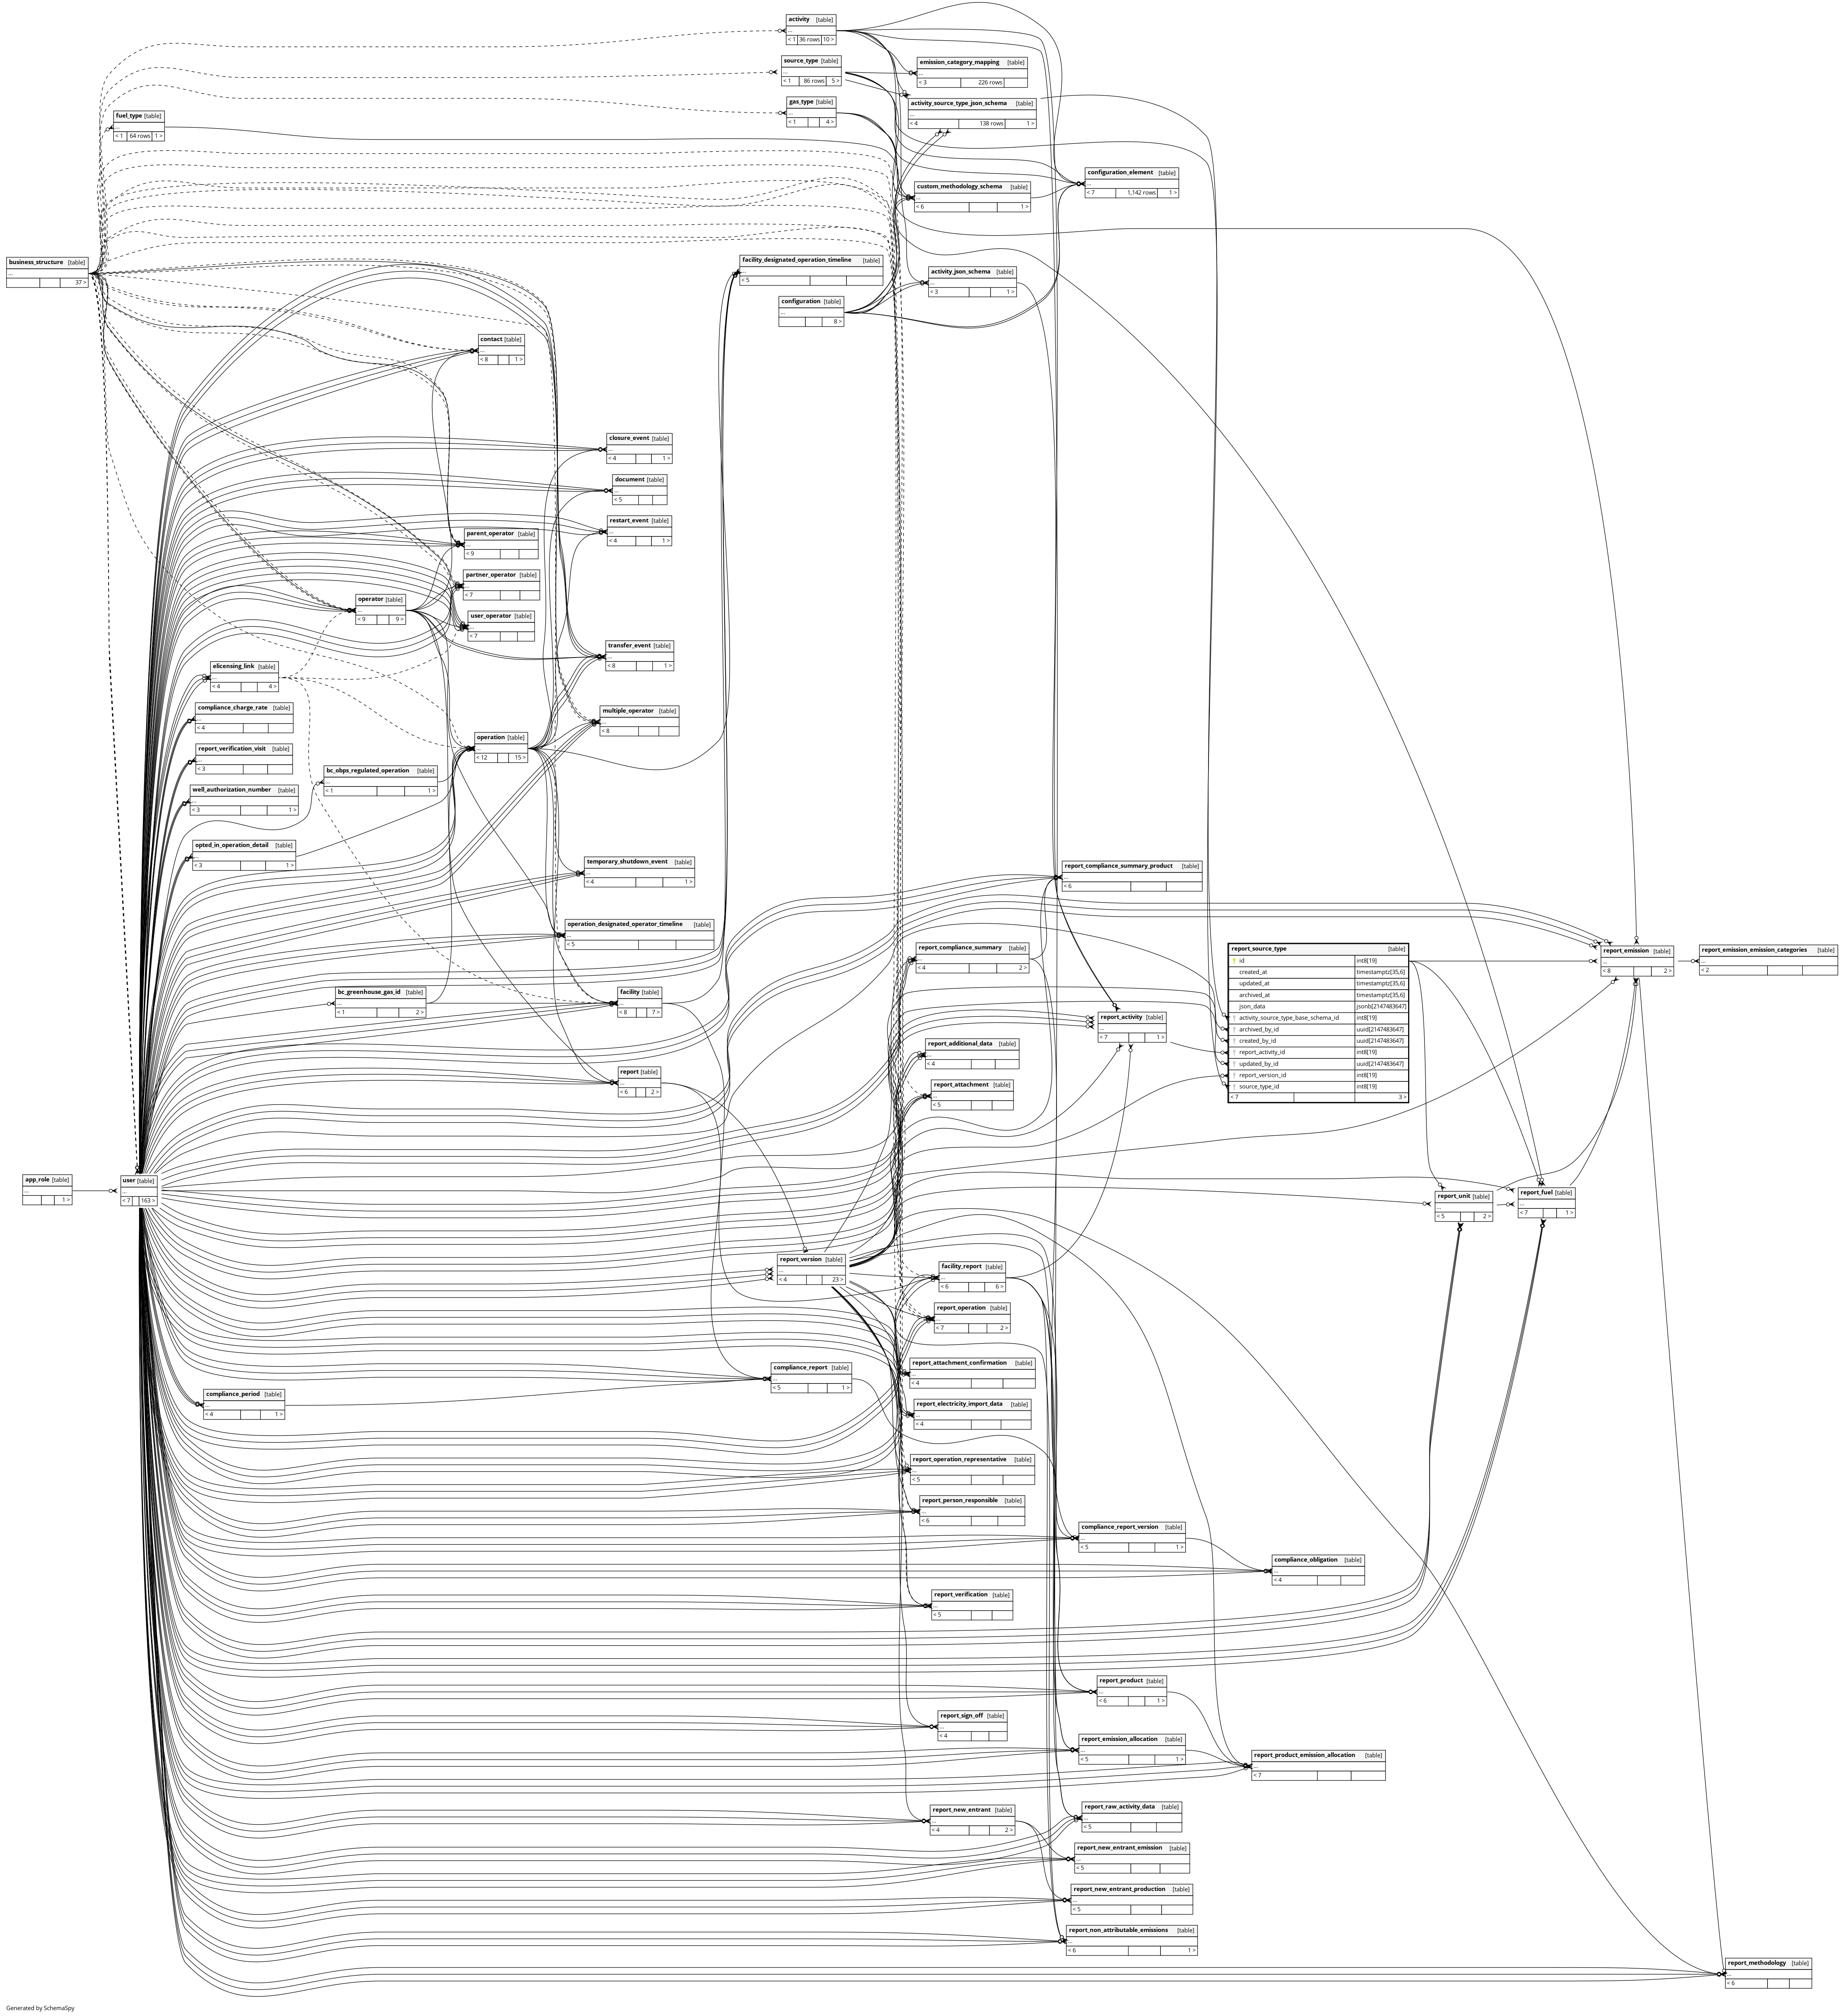 activity [table]
...
< 1 36 rows 10 >
source_type [table]
...
< 1 86 rows 5 >
emission_category_mapping [table]
...
< 3 226 rows
gas_type [table]
...
< 1 4 >
activity_source_type_json_schema [table]
...
< 4 138 rows 1 >
fuel_type [table]
...
< 1 64 rows 1 >
configuration_element [table]
...
< 7 1,142 rows 1 >
custom_methodology_schema [table]
...
< 6 1 >
business_structure [table]
...
37 >
facility_designated_operation_timeline [table]
...
< 5
activity_json_schema [table]
...
< 3 1 >
configuration [table]
...
8 >
contact [table]
...
< 8 1 >
closure_event [table]
...
< 4 1 >
document [table]
...
< 5
restart_event [table]
...
< 4 1 >
parent_operator [table]
...
< 9
partner_operator [table]
...
< 7
operator [table]
...
< 9 9 >
user_operator [table]
...
< 7
transfer_event [table]
...
< 8 1 >
elicensing_link [table]
...
< 4 4 >
compliance_charge_rate [table]
...
< 4
multiple_operator [table]
...
< 8
operation [table]
...
< 12 15 >
report_verification_visit [table]
...
< 3
bc_obps_regulated_operation [table]
...
< 1 1 >
well_authorization_number [table]
...
< 3 1 >
opted_in_operation_detail [table]
...
< 3 1 >
temporary_shutdown_event [table]
...
< 4 1 >
report_compliance_summary_product [table]
...
< 6
operation_designated_operator_timeline [table]
...
< 5
report_compliance_summary [table]
...
< 4 2 >
report_source_type [table]
id int8[19]
created_at timestamptz[35,6]
updated_at timestamptz[35,6]
archived_at timestamptz[35,6]
json_data jsonb[2147483647]
activity_source_type_base_schema_id int8[19]
archived_by_id uuid[2147483647]
created_by_id uuid[2147483647]
report_activity_id int8[19]
updated_by_id uuid[2147483647]
report_version_id int8[19]
source_type_id int8[19]
< 7 3 >
report_emission [table]
...
< 8 2 >
report_emission_emission_categories [table]
...
< 2
bc_greenhouse_gas_id [table]
...
< 1 2 >
facility [table]
...
< 8 7 >
report_activity [table]
...
< 7 1 >
report_additional_data [table]
...
< 4
report [table]
...
< 6 2 >
report_attachment [table]
...
< 5
app_role [table]
...
1 >
user [table]
...
< 7 163 >
report_unit [table]
...
< 5 2 >
report_fuel [table]
...
< 7 1 >
report_version [table]
...
< 4 23 >
facility_report [table]
...
< 6 6 >
report_operation [table]
...
< 7 2 >
report_attachment_confirmation [table]
...
< 4
compliance_report [table]
...
< 5 1 >
compliance_period [table]
...
< 4 1 >
report_electricity_import_data [table]
...
< 4
report_operation_representative [table]
...
< 5
report_person_responsible [table]
...
< 6
compliance_report_version [table]
...
< 5 1 >
compliance_obligation [table]
...
< 4
report_verification [table]
...
< 5
report_product [table]
...
< 6 1 >
report_sign_off [table]
...
< 4
report_emission_allocation [table]
...
< 5 1 >
report_product_emission_allocation [table]
...
< 7
report_new_entrant [table]
...
< 4 2 >
report_raw_activity_data [table]
...
< 5
report_new_entrant_emission [table]
...
< 5
report_new_entrant_production [table]
...
< 5
report_non_attributable_emissions [table]
...
< 6 1 >
report_methodology [table]
...
< 6
Generated by SchemaSpy